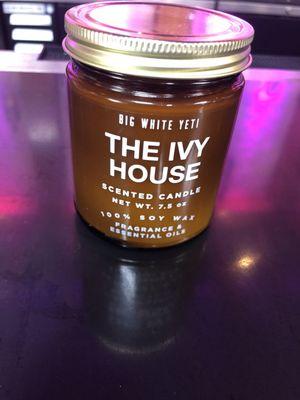 BIG WHITE YETI
THE IVY
HOUSE
SCENTED CANDLE
NET WT. 7.5 oz
100% SOY WAX
FRAGRANCE &
ESSENTIAL OILS